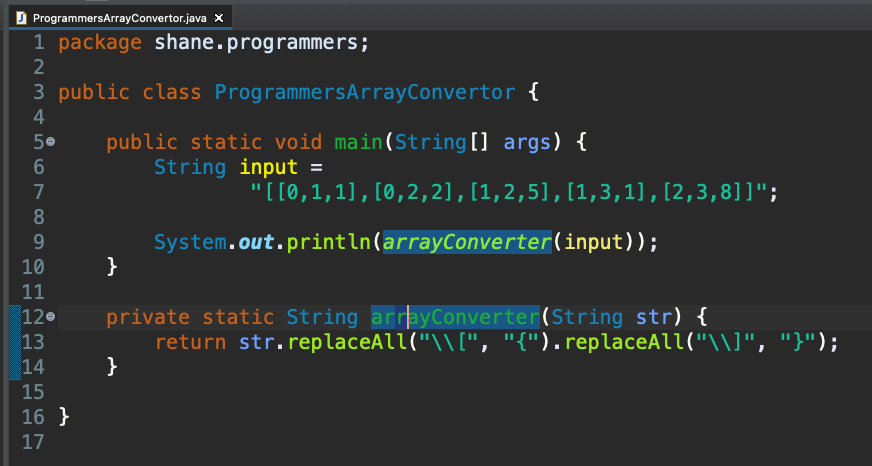 ProgrammersArrayConvertor.java
1 package shane.programmers;
2
3 public class ProgrammersArrayConvertor {
4
5 public static void main(String[] args) {
6 String input =
7 "[[0,1,1],[0,2,2],[1,2,5],[1,3,1],[2,3,8]]";
8
9 System.out.println(arrayConverter(input));
10 }
11
12 private static String arrayConverter(String str) {
13 return str.replaceAll("\\[", "{").replaceAll("\\]", "}");
14 }
15
16 }
17